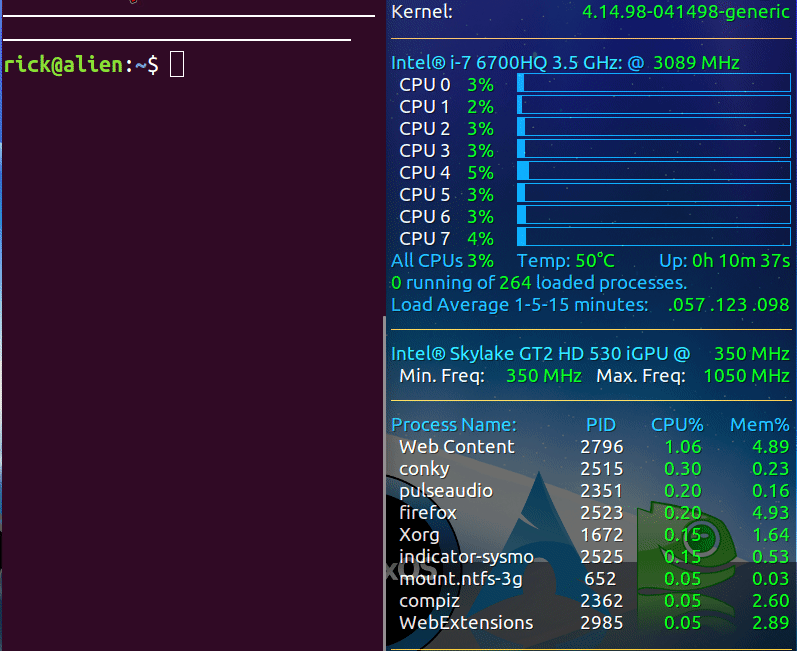 rick@alien:~$
Kernel: 4.14.98-041498-generic
Intel® i-7 6700HQ 3.5 GHz: @ 3089 MHz
CPU 0 3%
CPU 1 2%
CPU 2 3%
CPU 3 3%
CPU 4 5%
CPU 5 3%
CPU 6 3%
CPU 7 4%
All CPUs 3% Temp: 50°C Up: 0h 10m 37s
0 running of 264 loaded processes.
Load Average 1-5-15 minutes: .057 .123 .098
Intel® Skylake GT2 HD 530 iGPU @ 350 MHz
Min. Freq: 350 MHz Max. Freq: 1050 MHz
Process Name: PID CPU% Mem%
Web Content 2796 1.06 4.89
conky 2515 0.30 0.23
pulseaudio 2351 0.20 0.16
firefox 2523 0.20 4.93
Xorg 1672 0.15 1.64
indicator-sysmo 2525 0.15 0.53
mount.ntfs-3g 652 0.05 0.03
compiz 2362 0.05 2.60
WebExtensions 2985 0.05 2.89